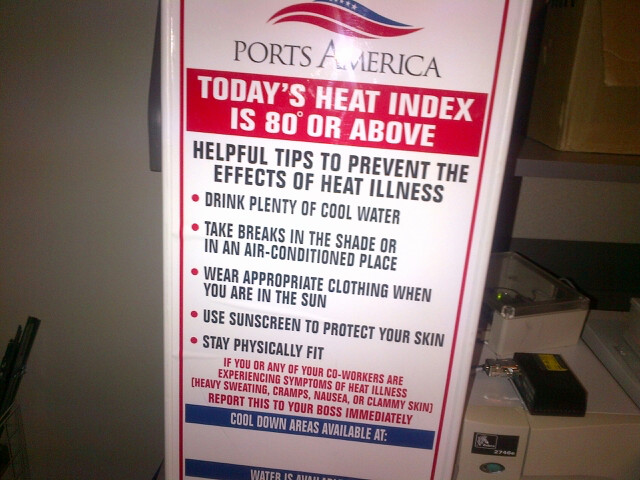 PORTS AMERICA
TODAY'S HEAT INDEX
IS 80° OR ABOVE
HELPFUL TIPS TO PREVENT THE
EFFECTS OF HEAT ILLNESS
• DRINK PLENTY OF COOL WATER
• TAKE BREAKS IN THE SHADE OR
IN AN AIR-CONDITIONED PLACE
• WEAR APPROPRIATE CLOTHING WHEN
YOU ARE IN THE SUN
• USE SUNSCREEN TO PROTECT YOUR SKIN
• STAY PHYSICALLY FIT
IF YOU OR ANY OF YOUR CO-WORKERS ARE
EXPERIENCING SYMPTOMS OF HEAT ILLNESS
(HEAVY SWEATING, CRAMPS, NAUSEA, OR CLAMMY SKIN)
REPORT THIS TO YOUR BOSS IMMEDIATELY
COOL DOWN AREAS AVAILABLE AT:
WATER IS